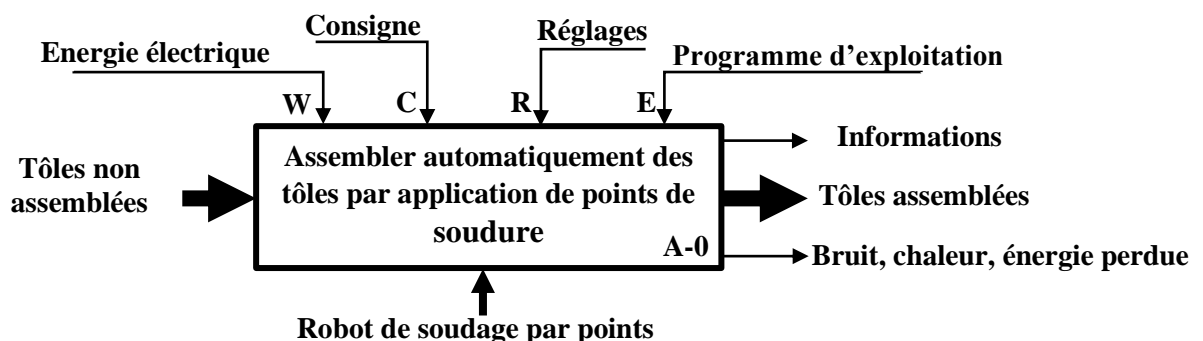 Consigne
Réglages
Energie électrique
Programme d'exploitation
W
C
R
E
Informations
Tôles non
assemblées
Assembler automatiquement des
tôles par application de points de
soudure
A-0
Tôles assemblées
Bruit, chaleur, énergie perdue
Robot de soudage par points